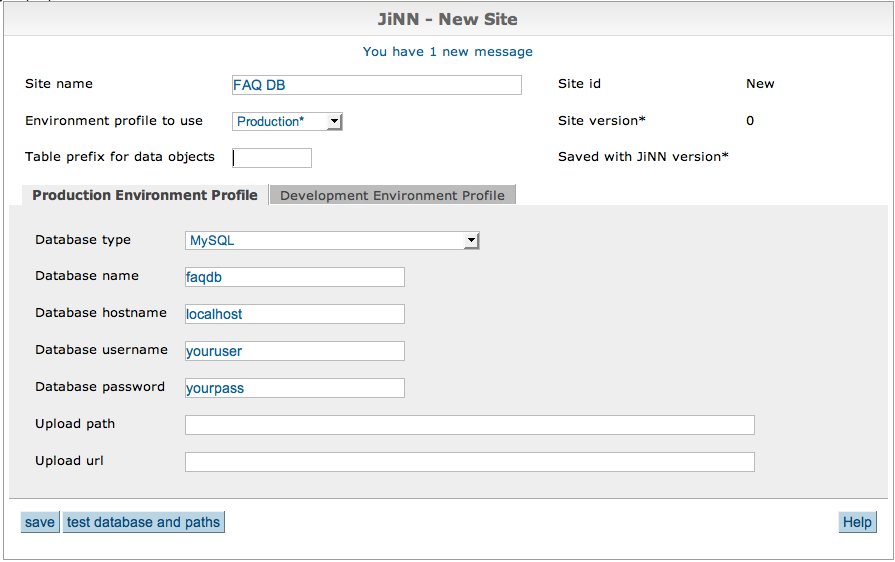 JiNN - New Site
You have 1 new message
Site name FAQ DB Site id New
Environment profile to use Production* Site version* 0
Table prefix for data objects Saved with JiNN version*
Production Environment Profile Development Environment Profile
Database type MySQL
Database name faqdb
Database hostname localhost
Database username youruser
Database password yourpass
Upload path
Upload url
save test database and paths Help